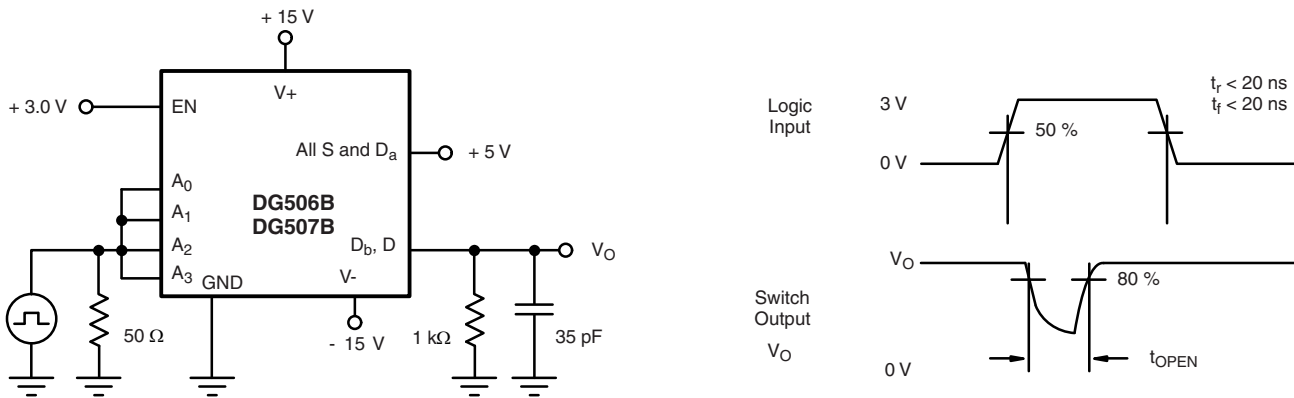 + 15 V
V+
+ 3.0 V
EN
All S and Da
+ 5 V
A0
A1
A2
A3
DG506B
DG507B
Db, D
VO
GND
V-
50 Ω
- 15 V
1 kΩ
35 pF
Logic
Input
3 V
0 V
50 %
tr < 20 ns
tf < 20 ns
VO
80 %
Switch
Output
VO
0 V
tOPEN